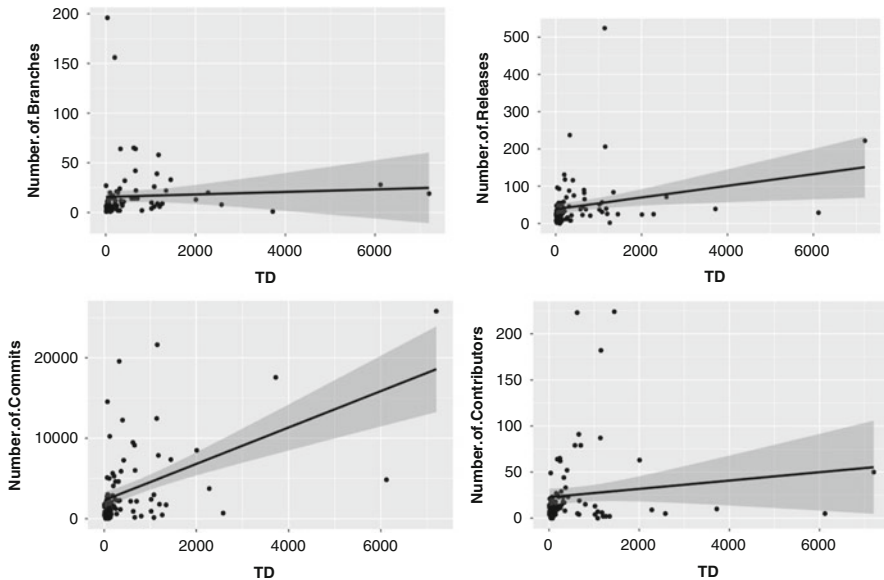 Number.of.Branches
200
150
100
50
0
0 2000 4000 6000
TD
Number.of.Releases
500
400
300
200
100
0
0 2000 4000 6000
TD
Number.of.Commits
20000
10000
0
0 2000 4000 6000
TD
Number.of.Contributors
200
150
100
50
0
0 2000 4000 6000
TD